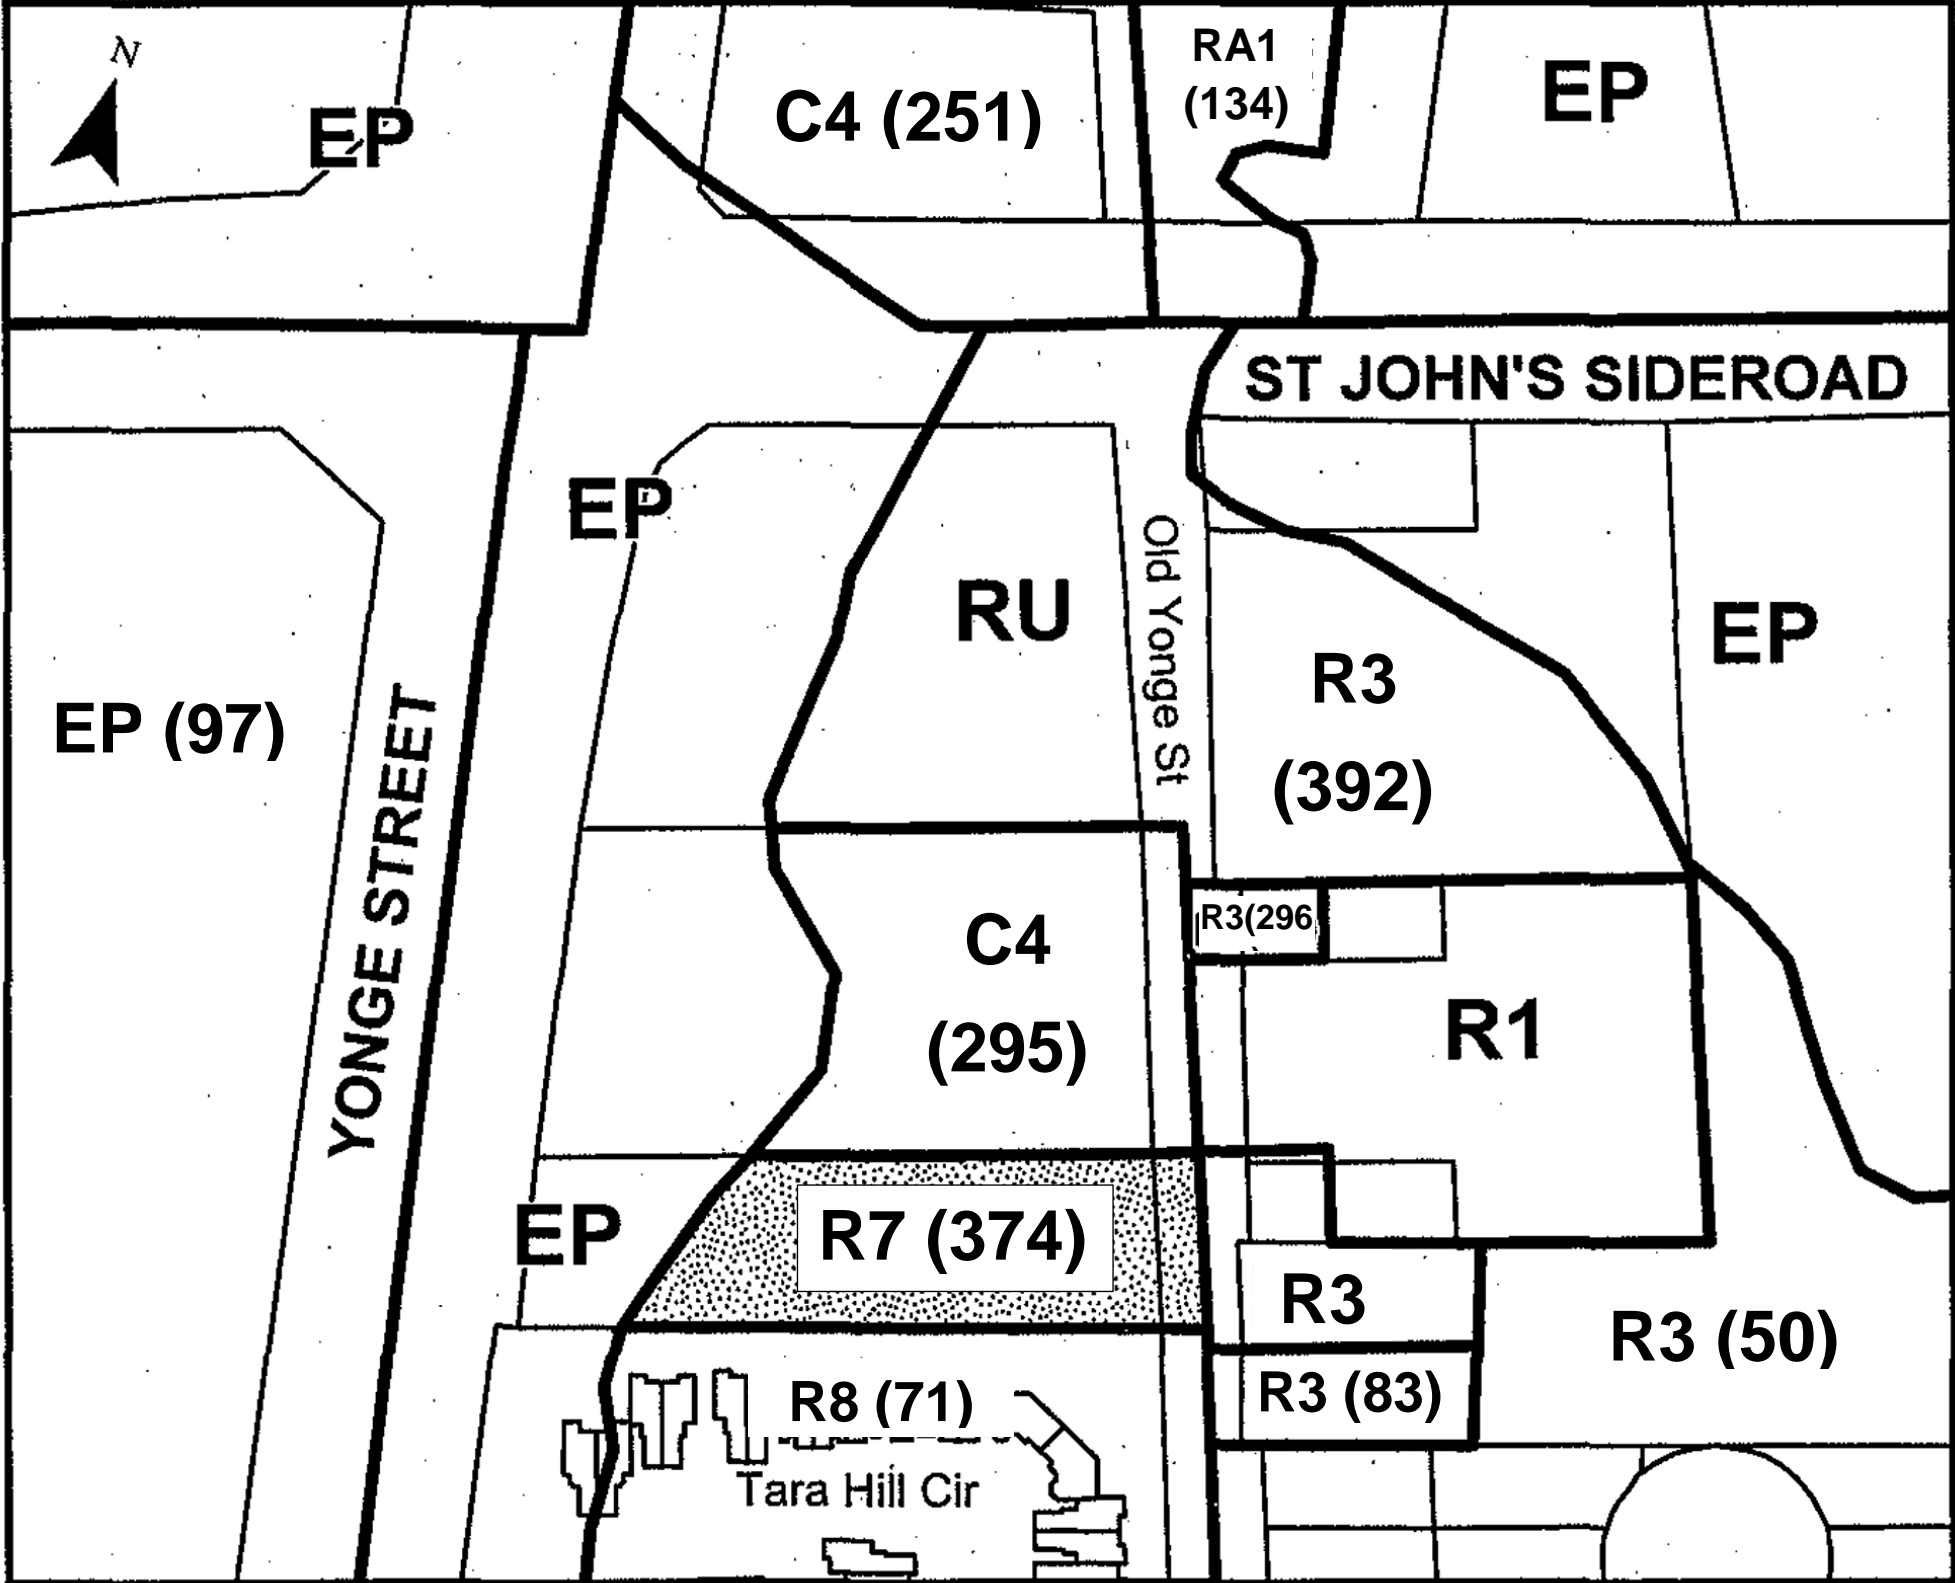 N
RA1
(134)
EP
C4 (251)
EP
ST JOHN'S SIDEROAD
EP
Old Yonge St
RU
EP
R3
(392)
EP (97)
YONGE STREET
R3(296
C4
(295)
R1
EP
R7 (374)
R3
R3 (50)
R8 (71)
R3 (83)
Tara Hill Cir